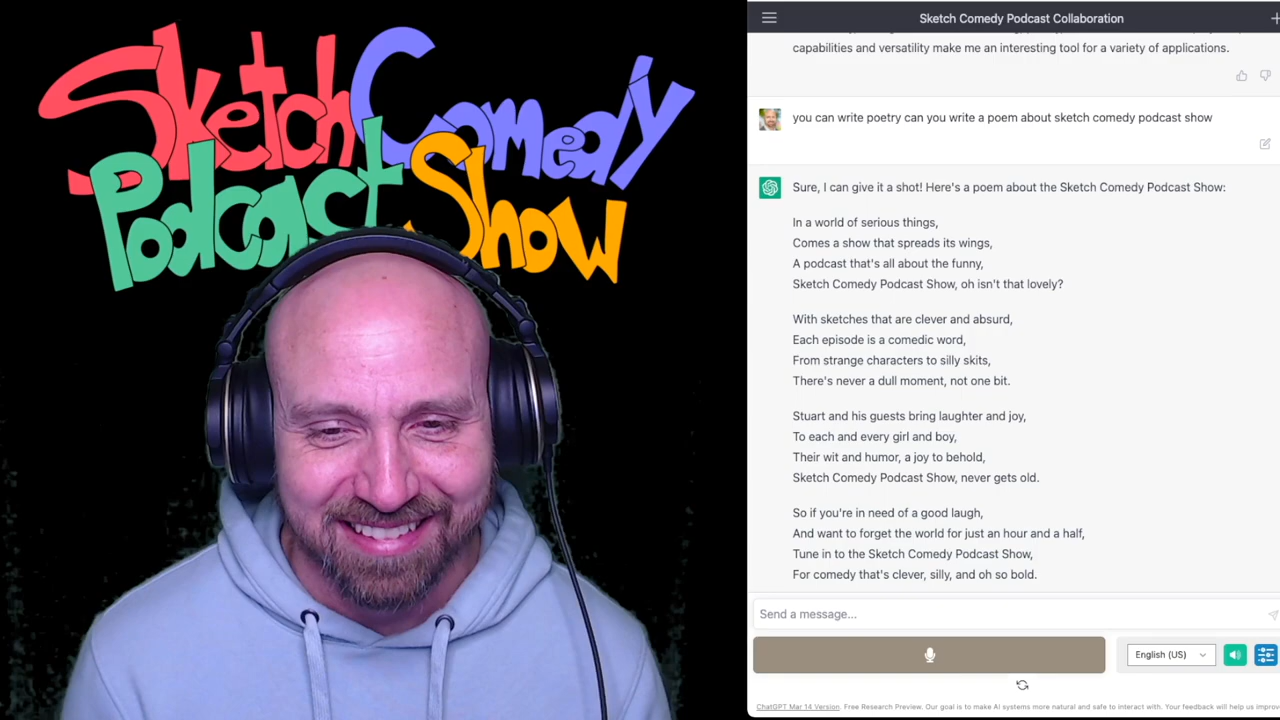 Sketch Comedy
Podcast Show
Sketch Comedy Podcast Collaboration
capabilities and versatility make me an interesting tool for a variety of applications.
you can write poetry can you write a poem about sketch comedy podcast show
Sure, I can give it a shot! Here's a poem about the Sketch Comedy Podcast Show:
In a world of serious things,
Comes a show that spreads its wings,
A podcast that's all about the funny,
Sketch Comedy Podcast Show, oh isn't that lovely?
With sketches that are clever and absurd,
Each episode is a comedic word,
From strange characters to silly skits,
There's never a dull moment, not one bit.
Stuart and his guests bring laughter and joy,
To each and every girl and boy,
Their wit and humor, a joy to behold,
Sketch Comedy Podcast Show, never gets old.
So if you're in need of a good laugh,
And want to forget the world for just an hour and a half,
Tune in to the Sketch Comedy Podcast Show,
For comedy that's clever, silly, and oh so bold.
Send a message...
English (US)
ChatGPT Mar 14 Version. Free Research Preview. Our goal is to make AI systems more natural and safe to interact with. Your feedback will help us